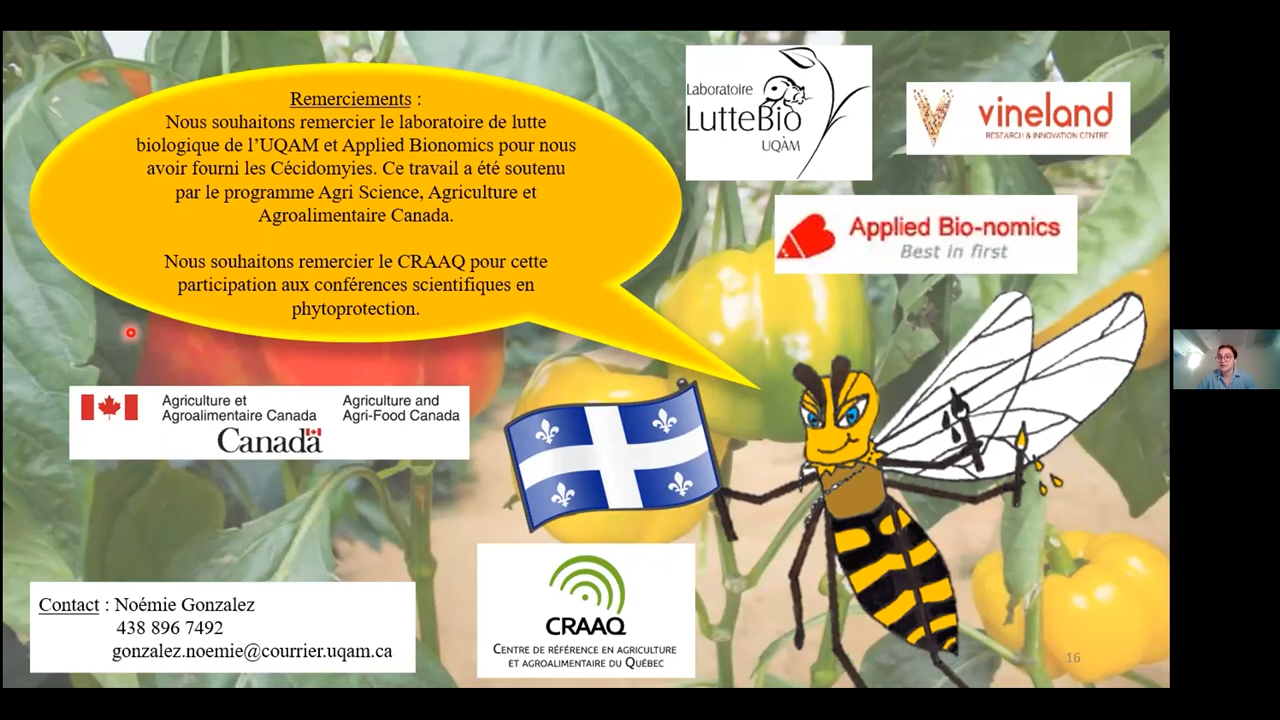 Remerciements :
Nous souhaitons remercier le laboratoire de lutte
biologique de l'UQAM et Applied Bionomics pour nous
avoir fourni les Cécidomyies. Ce travail a été soutenu
par le programme Agri Science, Agriculture et
Agroalimentaire Canada.
Nous souhaitons remercier le CRAAQ pour cette
participation aux conférences scientifiques en
phytoprotection.
Laboratoire
LutteBio
UQÀM
vineland
RESEARCH & INNOVATION CENTRE
Applied Bio-nomics
Best in first
Agriculture et
Agroalimentaire Canada
Agriculture and
Agri-Food Canada
Canada
Contact : Noémie Gonzalez
438 896 7492
gonzalez.noemie@courrier.uqam.ca
CRAAQ
CENTRE DE RÉFÉRENCE EN AGRICULTURE
ET AGROALIMENTAIRE DU QUÉBEC
16